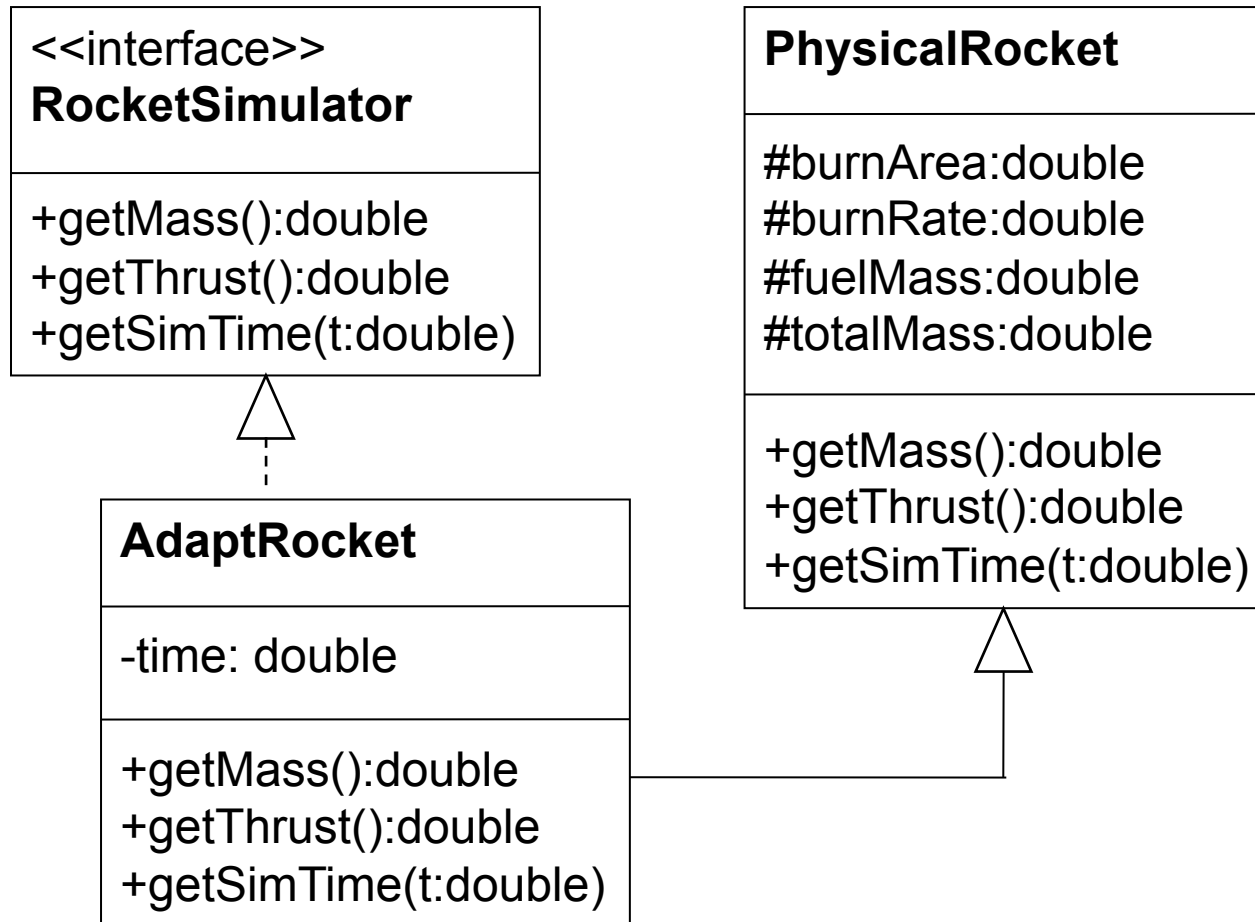 <<interface>>
RocketSimulator
+getMass():double
+getThrust():double
+getSimTime(t:double)
PhysicalRocket
#burnArea:double
#burnRate:double
#fuelMass:double
#totalMass:double
+getMass():double
+getThrust():double
+getSimTime(t:double)
AdaptRocket
-time: double
+getMass():double
+getThrust():double
+getSimTime(t:double)